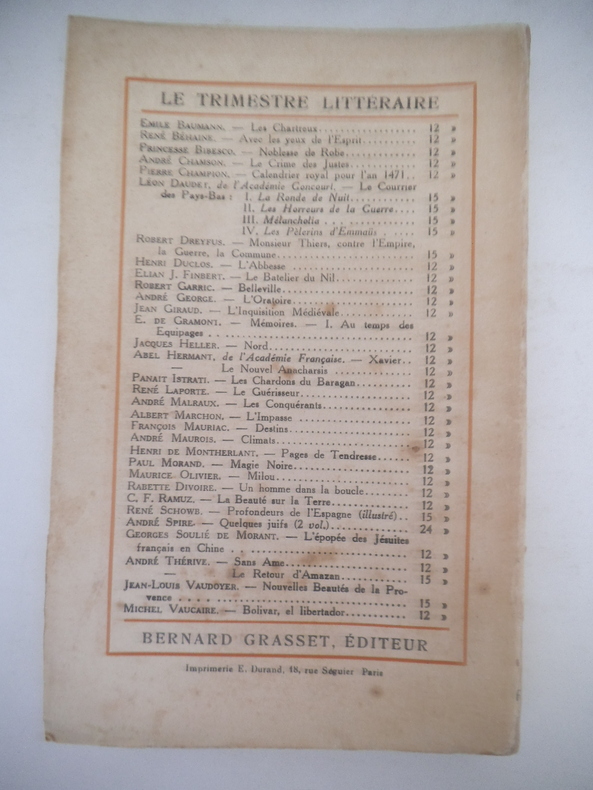 LE TRIMESTRE LITTÉRAIRE
EMILE BAUMANN. — Les Chartreux.................. 12 »
RENÉ BÉHAINE. — Avec les yeux de l'Esprit........... 12 »
PRINCESSE BIBESCO. — Noblesse de Robe............. 12 »
ANDRÉ CHAMSON. — Le Crime des Justes............. 12 »
PIERRE CHAMPION. — Calendrier royal pour l'an 1471.. 12 »
LÉON DAUDET, de l'Académie Goncourt. — Le Courrier
des Pays-Bas : I. La Ronde de Nuit............ 15 »
II. Les Horreurs de la Guerre.... 15 »
III. Mélancholia ................ 15 »
IV. Les Pèlerins d'Emmaüs ..... 15 »
ROBERT DREYFUS. — Monsieur Thiers, contre l'Empire,
la Guerre, la Commune......................... 15 »
HENRI DUCLOS. — L'Abbesse ..................... 12 »
ELIAN J. FINBERT. — Le Batelier du Nil.............. 12 »
ROBERT GARRIC. — Belleville....................... 12 »
ANDRÉ GEORGE. — L'Oratoire...................... 12 »
JEAN GIRAUD. — L'Inquisition Médiévale............. 12 »
E. DE GRAMONT. — Mémoires. — I. Au temps des
Equipages .................................... 12 »
JACQUES HELLER. — Nord......................... 12 »
ABEL HERMANT, de l'Académie Française. — Xavier.. 12 »
— Le Nouvel Anacharsis ............. 12 »
PANAIT ISTRATI. — Les Chardons du Baragan.......... 12 »
RENÉ LAPORTE. — Le Guérisseur................... 12 »
ANDRÉ MALRAUX. — Les Conquérants................ 12 »
ALBERT MARCHON. — L'Impasse .................. 12 »
FRANÇOIS MAURIAC. — Destins..................... 12 »
ANDRÉ MAUROIS. — Climats....................... 12 »
HENRI DE MONTHERLANT. — Pages de Tendresse...... 12 »
PAUL MORAND. — Magie Noire..................... 12 »
MAURICE OLIVIER. — Milou........................ 12 »
RABETTE DIVOIRE. — Un homme dans la boucle....... 12 »
C. F. RAMUZ. — La Beauté sur la Terre.............. 12 »
RENÉ SCHOWB. — Profondeurs de l'Espagne (illustré).. 15 »
ANDRÉ SPIRE. — Quelques juifs (2 vol.)............. 24 »
GEORGES SOULIÉ DE MORANT. — L'épopée des Jésuites
français en Chine .............................. 12 »
ANDRÉ THÉRIVE. — Sans Ame...................... 12 »
— Le Retour d'Amazan............. 15 »
JEAN-LOUIS VAUDOYER. — Nouvelles Beautés de la Pro-
vence ........................................ 15 »
MICHEL VAUCAIRE. — Bolivar, el libertador........... 12 »
BERNARD GRASSET, ÉDITEUR
Imprimerie E. Durand, 18, rue Séguier Paris